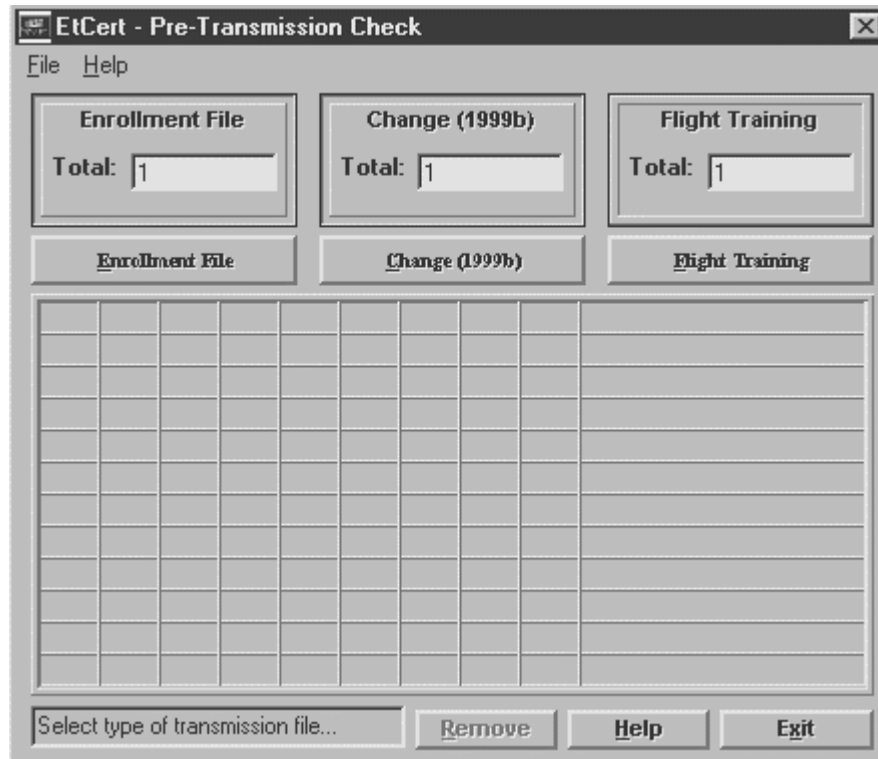 EtCert - Pre-Transmission Check
File Help
Enrollment File
Total: 1
Change (1999b)
Total: 1
Flight Training
Total: 1
Enrollment File
Change (1999b)
Flight Training
Select type of transmission file...
Remove
Help
Exit